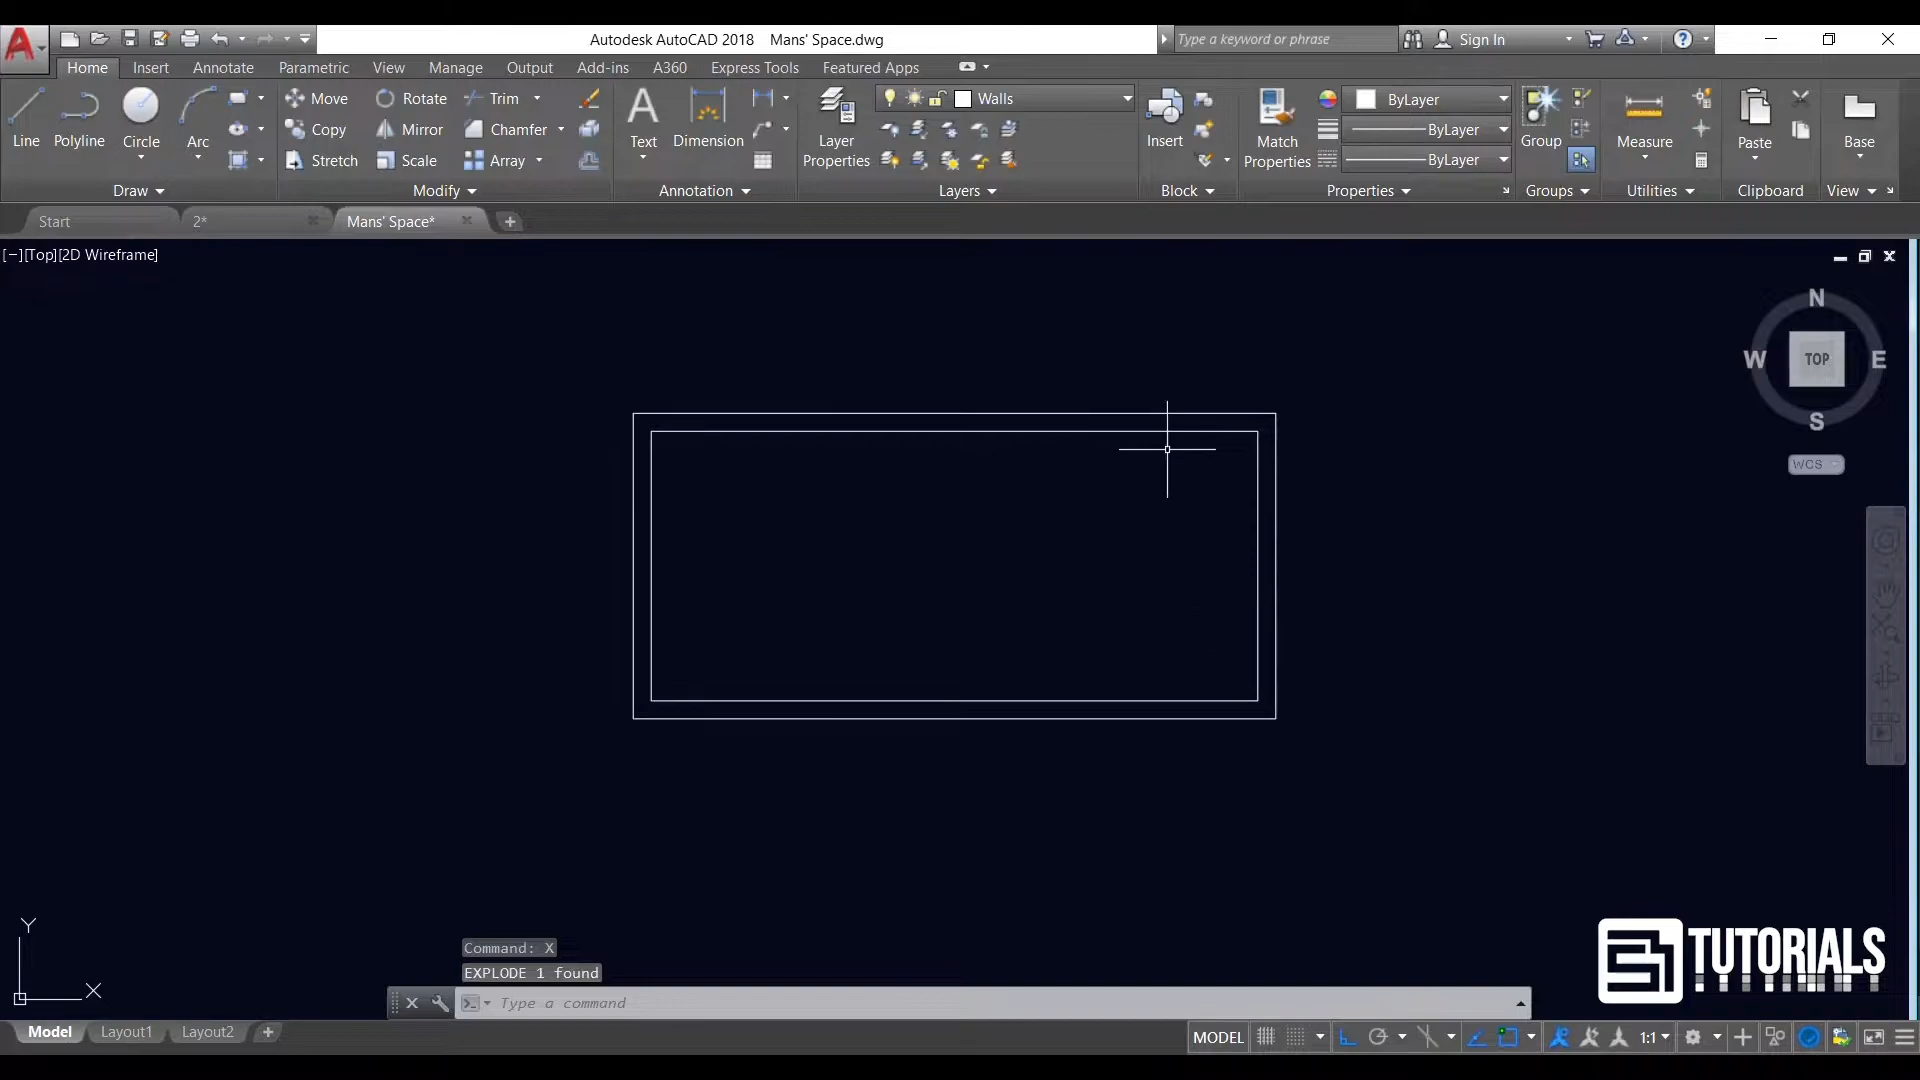 Autodesk AutoCAD 2018 Mans' Space.dwg
Type a keyword or phrase
Sign In
Home Insert Annotate Parametric View Manage Output Add-ins A360 Express Tools Featured Apps
Line Polyline Circle Arc
Move Rotate Trim
Copy Mirror Chamfer
Stretch Scale Array
Text Dimension
Layer Properties
Walls
Insert
Match Properties
ByLayer
ByLayer
ByLayer
Group
Measure
Paste
Base
Draw Modify Annotation Layers Block Properties Groups Utilities Clipboard View
Start 2* Mans' Space*
[−][Top][2D Wireframe]
N
W TOP E
S
WCS
Y
X
Command: X
EXPLODE 1 found
Type a command
TUTORIALS
Model Layout1 Layout2
MODEL 1:1